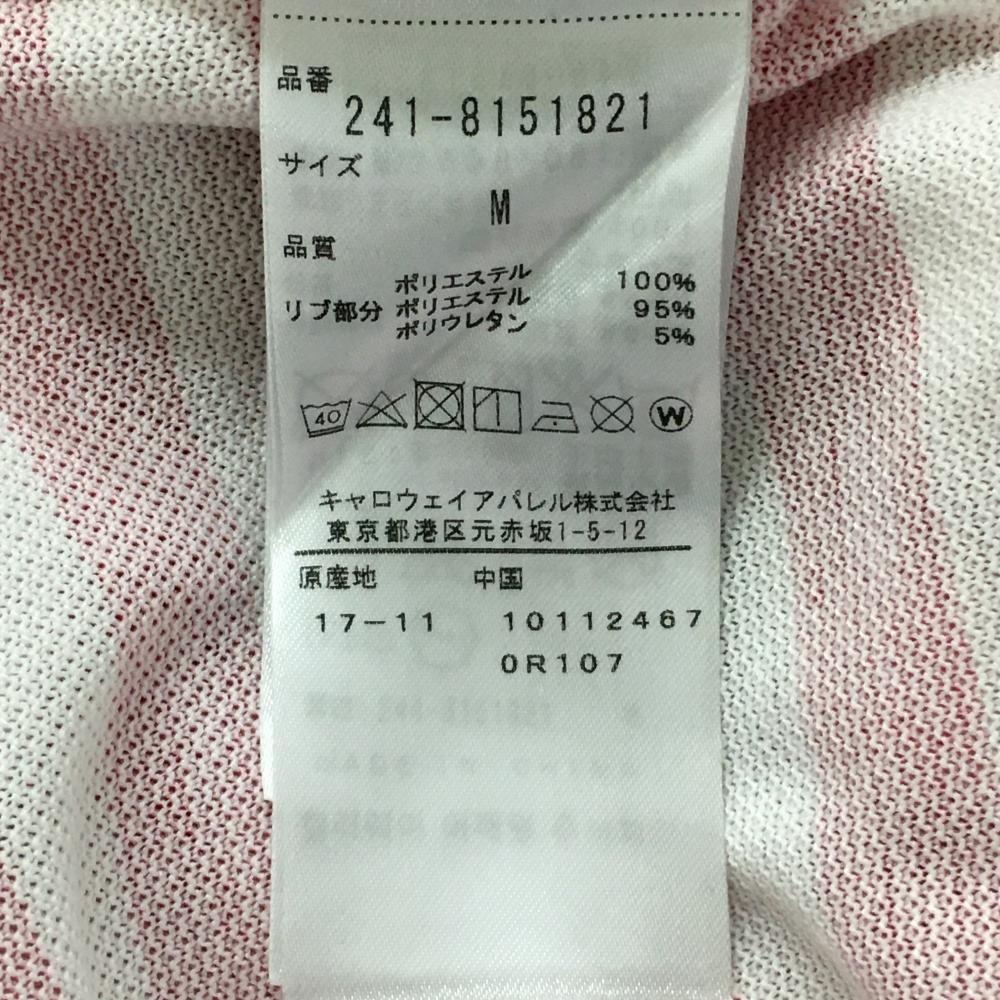 品番
241-8151821
サイズ
M
品質
ポリエステル 100%
リブ部分 ポリエステル 95%
ポリウレタン 5%
40 W
キャロウェイアパレル株式会社
東京都港区元赤坂1-5-12
原産地 中国
17-11 10112467
0R107